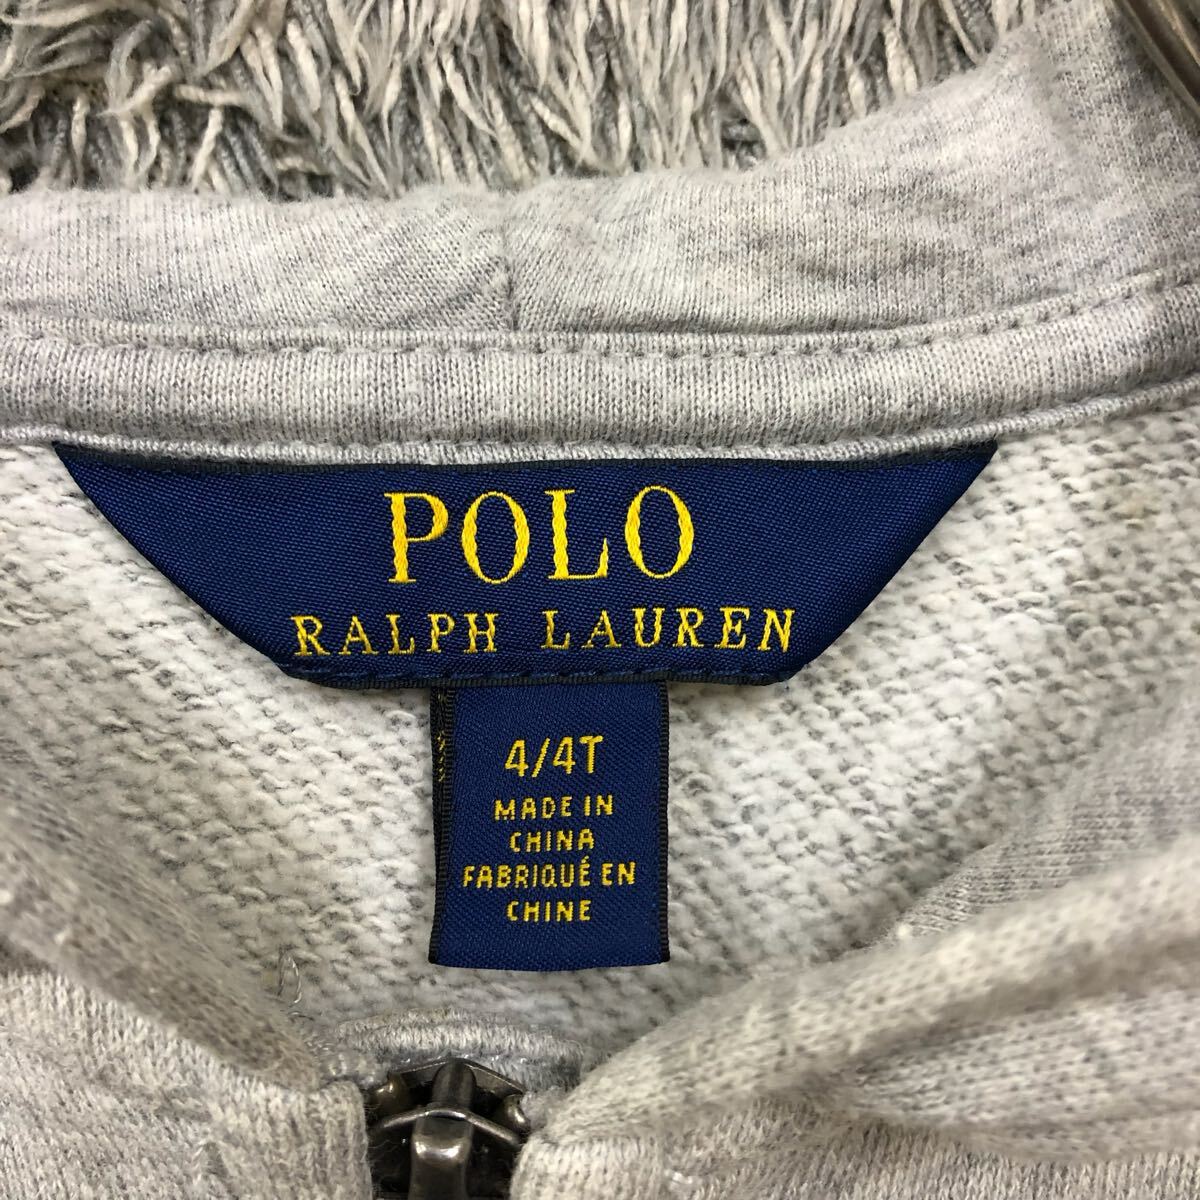 POLO
RALPH LAUREN
4/4T
MADE IN
CHINA
FABRIQUÉ EN
CHINE